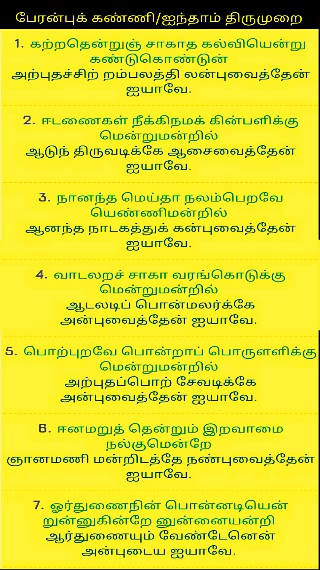 பேரன்புக் கண்ணி/ஐந்தாம் திருமுறை
1. கற்றதென்றுஞ் சாகாத கல்வியென்று
கண்டுகொண்டுன்
அற்புதச்சிற் றம்பலத்தி லன்புவைத்தேன்
ஐயாவே.
2. ஈடணைகள் நீக்கிநமக் கின்பளிக்கு
மென்றுமன்றில்
ஆடுந் திருவடிக்கே ஆசைவைத்தேன்
ஐயாவே.
3. நானந்த மெய்தா நலம்பெறவே
யெண்ணிமன்றில்
ஆனந்த நாடகத்துக் கன்புவைத்தேன்
ஐயாவே.
4. வாடலறச் சாகா வரங்கொடுக்கு
மென்றுமன்றில்
ஆடலடிப் பொன்மலர்க்கே
அன்புவைத்தேன் ஐயாவே.
5. பொற்புறவே பொன்றாப் பொருளளிக்கு
மென்றுமன்றில்
அற்புதப்பொற் சேவடிக்கே
அன்புவைத்தேன் ஐயாவே.
6. ஈனமறுத் தென்றும் இறவாமை
நல்குமென்றே
ஞானமணி மன்றிடத்தே நண்புவைத்தேன்
ஐயாவே.
7. ஓர்துணைநின் பொன்னடியென்
றுன்னுகின்றே னுன்னையன்றி
ஆர்துணையும் வேண்டேனென்
அன்புடைய ஐயாவே.